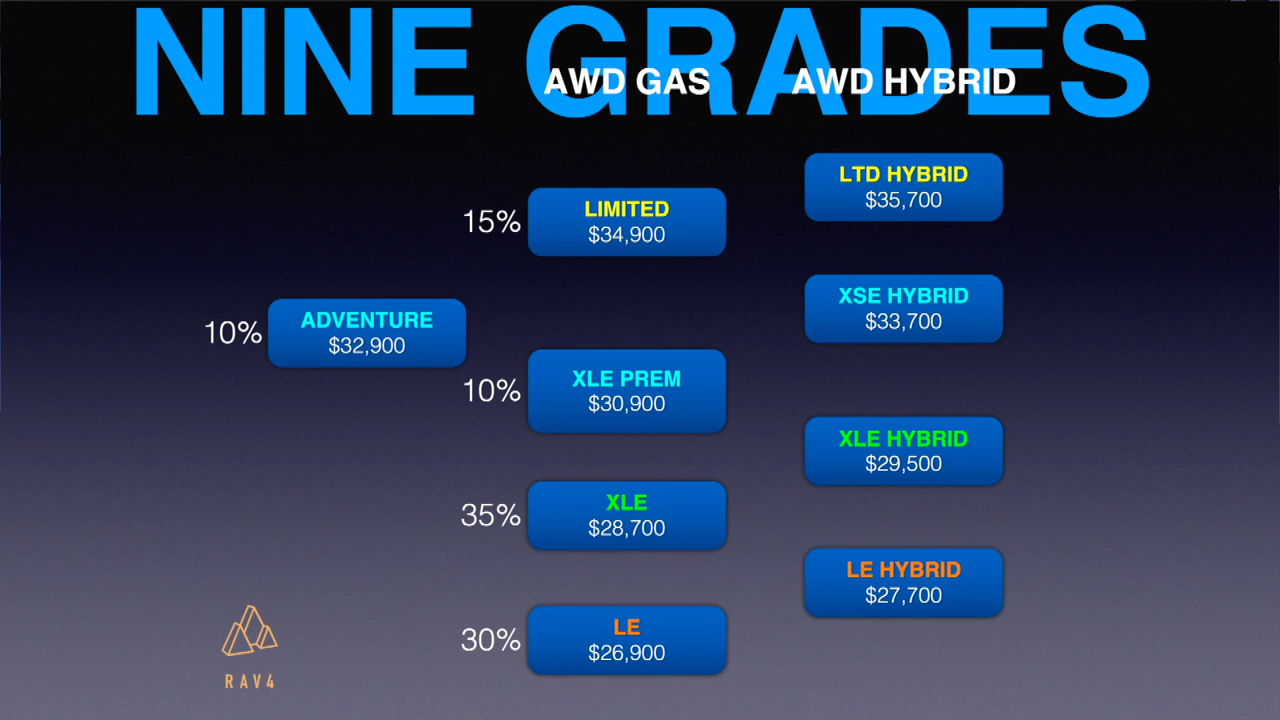 NINE GRADES
AWD GAS
AWD HYBRID
LTD HYBRID
$35,700
15%
LIMITED
$34,900
XSE HYBRID
$33,700
10%
ADVENTURE
$32,900
10%
XLE PREM
$30,900
XLE HYBRID
$29,500
35%
XLE
$28,700
LE HYBRID
$27,700
30%
LE
$26,900
RAV4